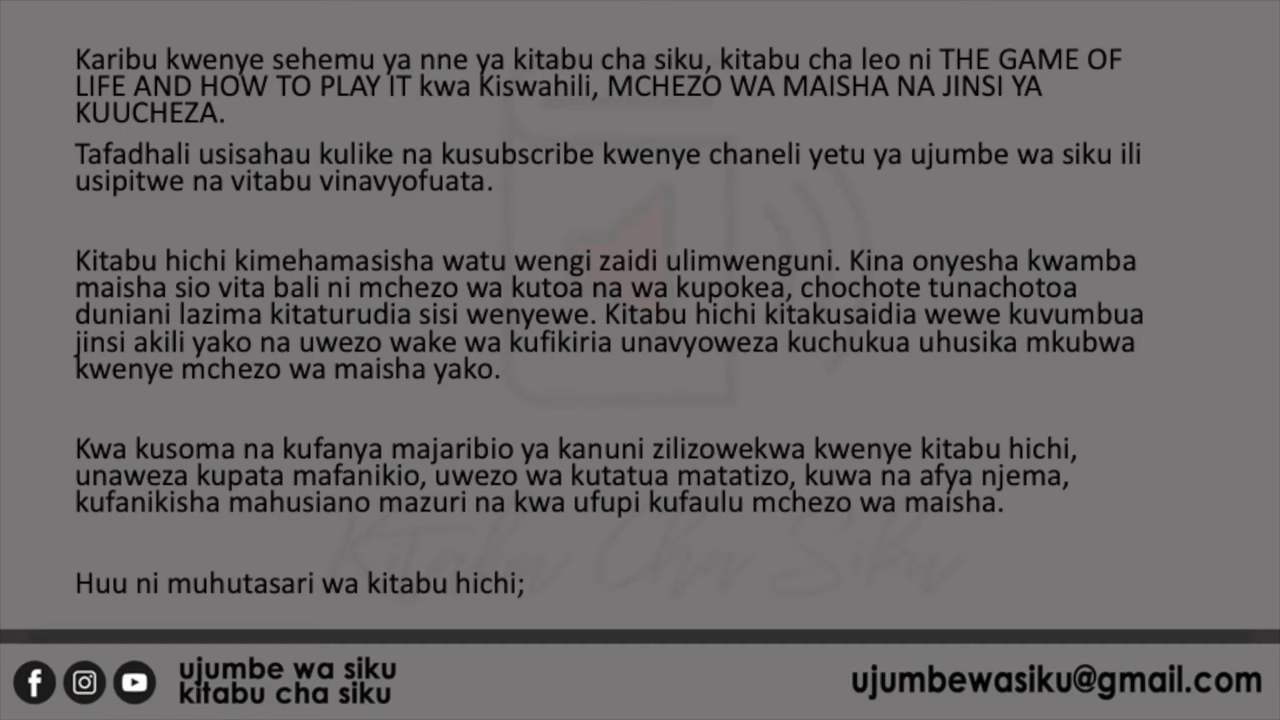 Karibu kwenye sehemu ya nne ya kitabu cha siku, kitabu cha leo ni THE GAME OF
LIFE AND HOW TO PLAY IT kwa Kiswahili, MCHEZO WA MAISHA NA JINSI YA
KUUCHEZA.
Tafadhali usisahau kulike na kusubscribe kwenye chaneli yetu ya ujumbe wa siku ili
usipitwe na vitabu vinavyofuata.
Kitabu hichi kimehamasisha watu wengi zaidi ulimwenguni. Kina onyesha kwamba
maisha sio vita bali ni mchezo wa kutoa na wa kupokea, chochote tunachotoa
duniani lazima kitaturudia sisi wenyewe. Kitabu hichi kitakusaidia wewe kuvumbua
jinsi akili yako na uwezo wake wa kufikiria unavyoweza kuchukua uhusika mkubwa
kwenye mchezo wa maisha yako.
Kwa kusoma na kufanya majaribio ya kanuni zilizowekwa kwenye kitabu hichi,
unaweza kupata mafanikio, uwezo wa kutatua matatizo, kuwa na afya njema,
kufanikisha mahusiano mazuri na kwa ufupi kufaulu mchezo wa maisha.
Kitabu Cha Siku
Huu ni muhutasari wa kitabu hichi;
ujumbe wa siku
kitabu cha siku
ujumbewasiku@gmail.com